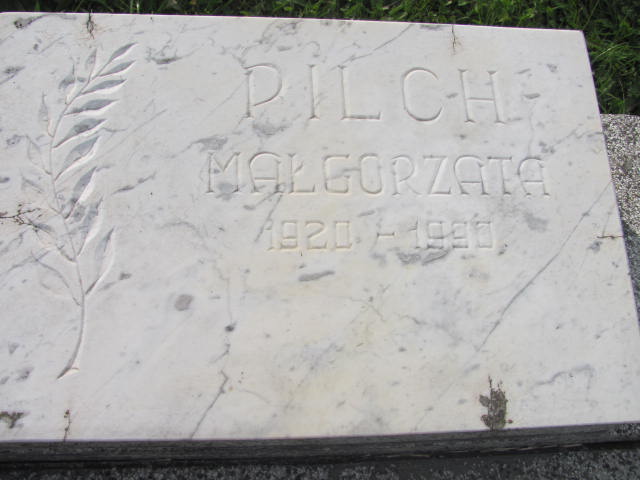 PILCH
MAŁGORZATA
1920 - 1990